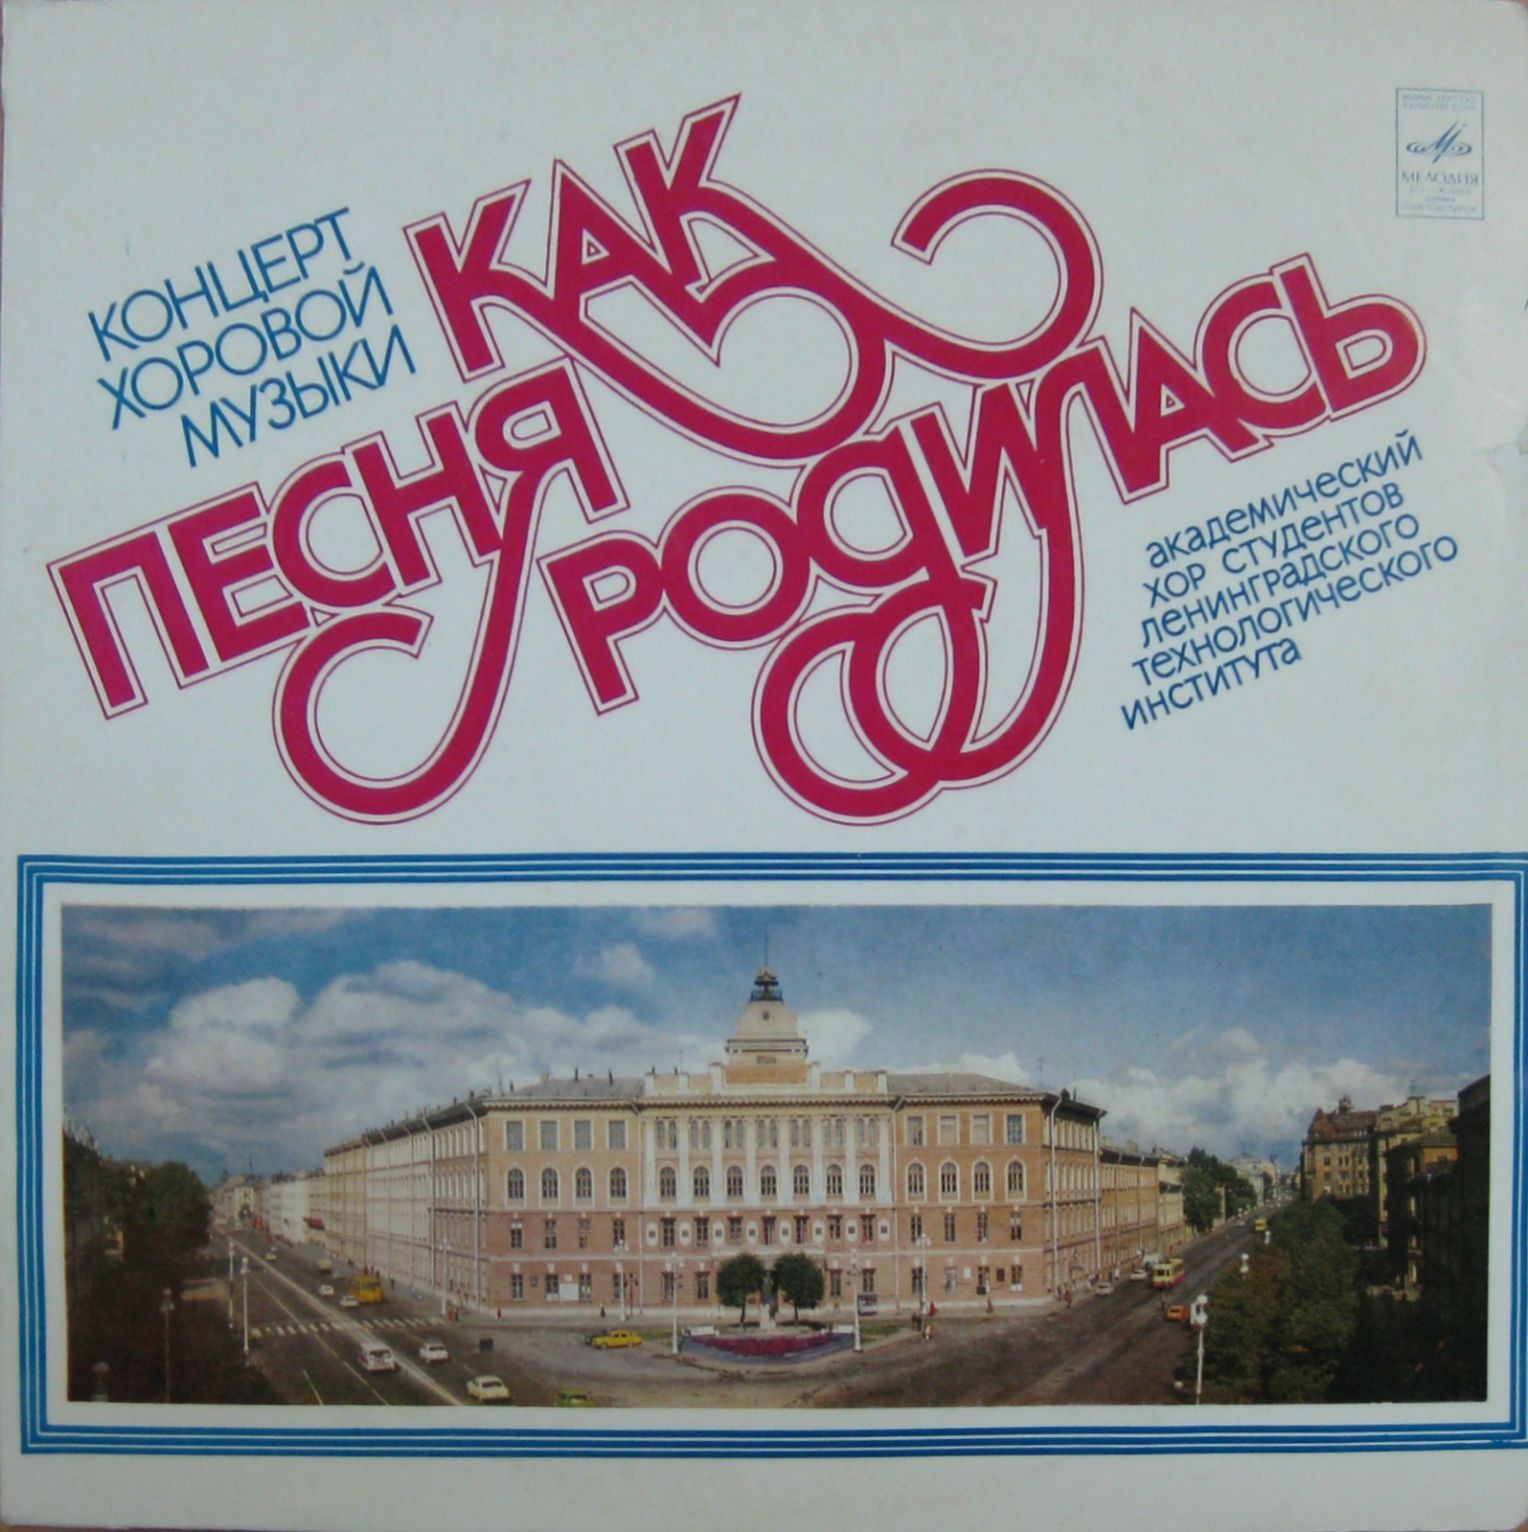 КОНЦЕРТ
ХОРОВОЙ
МУЗЫКИ
КАК
ПЕСНЯ
РОДИЛАСЬ
академический
хор студентов
ленинградского
технологического
института
МЕЛОДИЯ